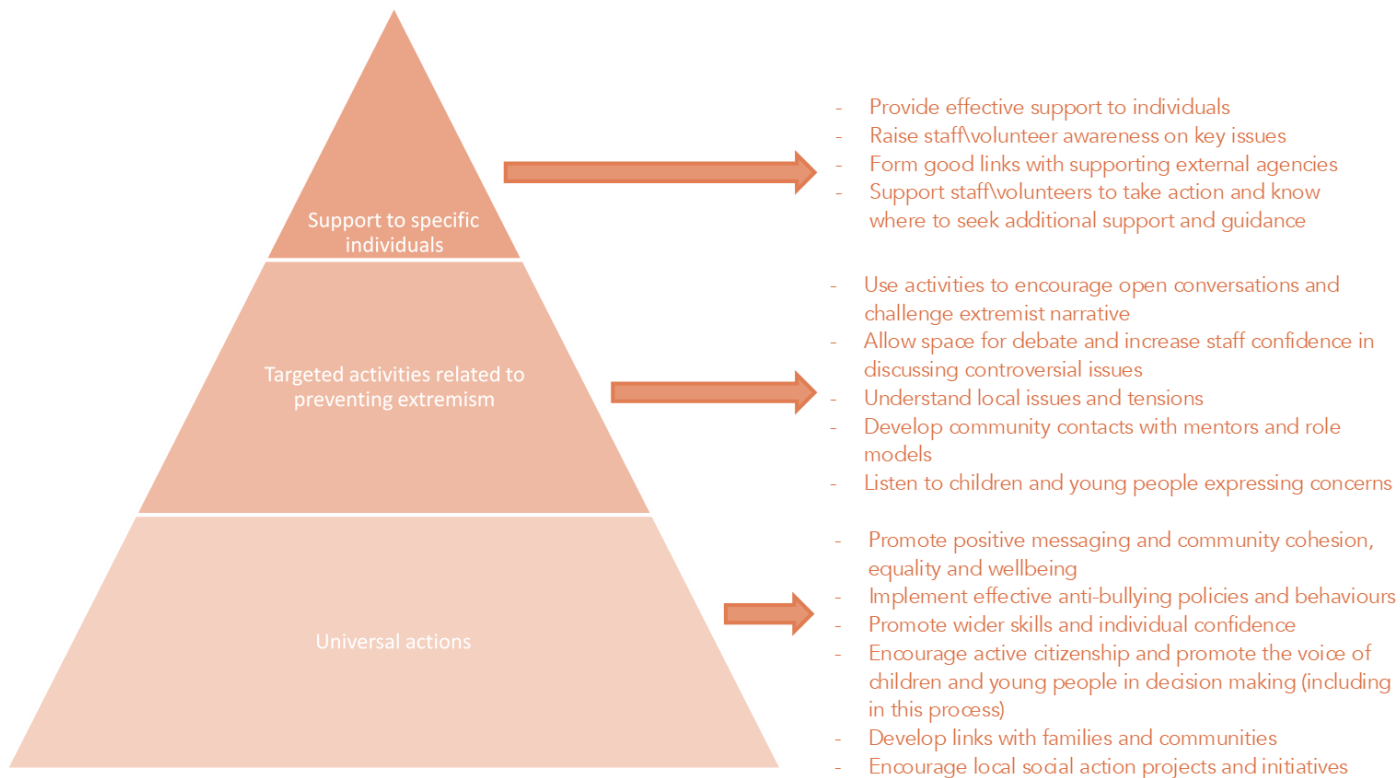 Support to specific
individuals
- Provide effective support to individuals
- Raise staff\volunteer awareness on key issues
- Form good links with supporting external agencies
- Support staff\volunteers to take action and know
where to seek additional support and guidance
Targeted activities related to
preventing extremism
- Use activities to encourage open conversations and
challenge extremist narrative
- Allow space for debate and increase staff confidence in
discussing controversial issues
- Understand local issues and tensions
- Develop community contacts with mentors and role
models
- Listen to children and young people expressing concerns
Universal actions
- Promote positive messaging and community cohesion,
equality and wellbeing
- Implement effective anti-bullying policies and behaviours
- Promote wider skills and individual confidence
- Encourage active citizenship and promote the voice of
children and young people in decision making (including
in this process)
- Develop links with families and communities
- Encourage local social action projects and initiatives